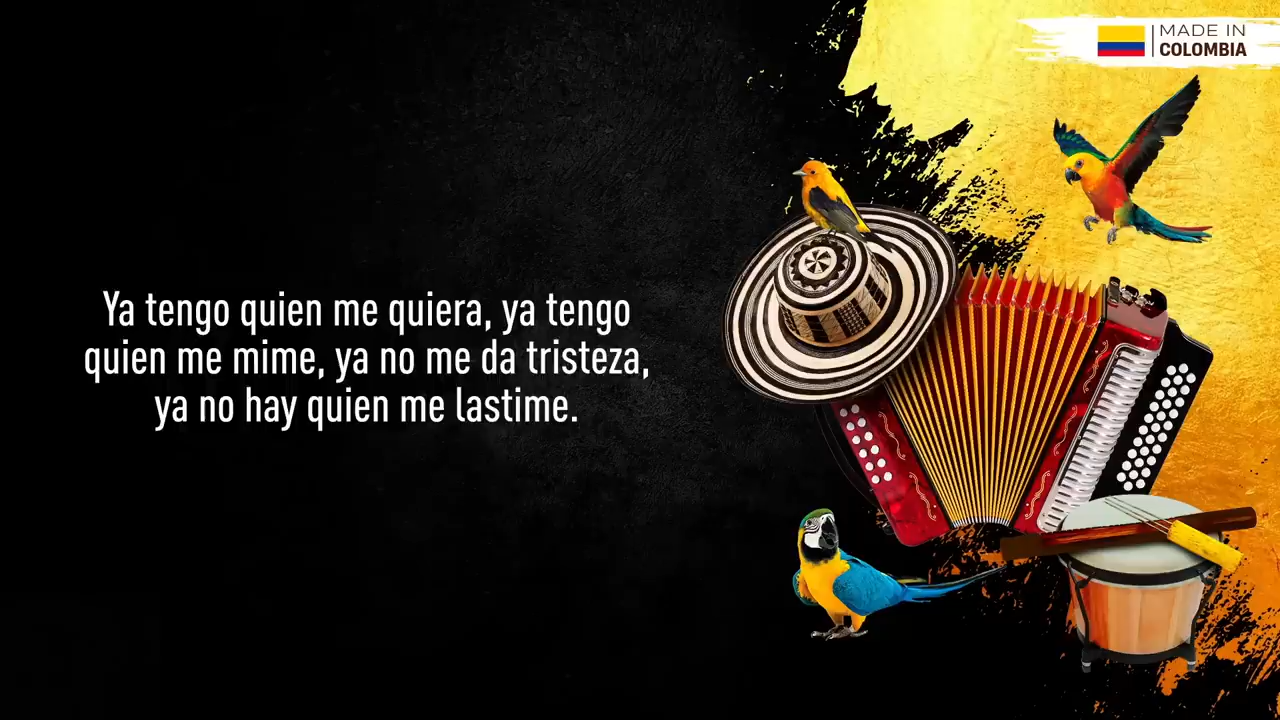 MADE IN
COLOMBIA
Ya tengo quien me quiera, ya tengo
quien me mime, ya no me da tristeza,
ya no hay quien me lastime.